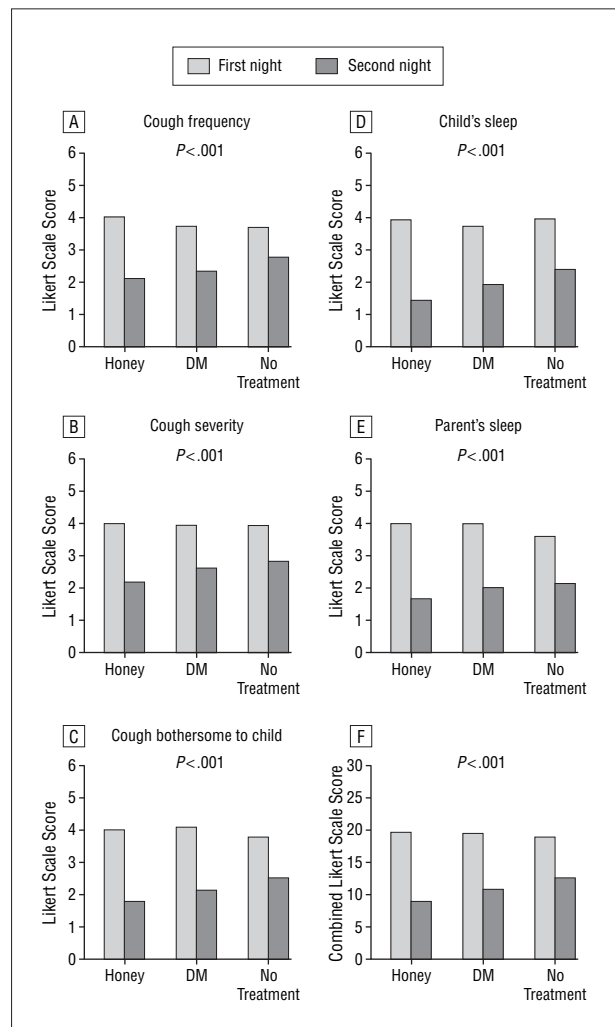 First night Second night
A Cough frequency
P<.001
Likert Scale Score
6
5
4
3
2
1
0
Honey DM No
Treatment
B Cough severity
P<.001
Likert Scale Score
6
5
4
3
2
1
0
Honey DM No
Treatment
C Cough bothersome to child
P<.001
Likert Scale Score
6
5
4
3
2
1
0
Honey DM No
Treatment
D Child's sleep
P<.001
Likert Scale Score
6
5
4
3
2
1
0
Honey DM No
Treatment
E Parent's sleep
P<.001
Likert Scale Score
6
5
4
3
2
1
0
Honey DM No
Treatment
F
P<.001
Combined Likert Scale Score
30
25
20
15
10
5
0
Honey DM No
Treatment